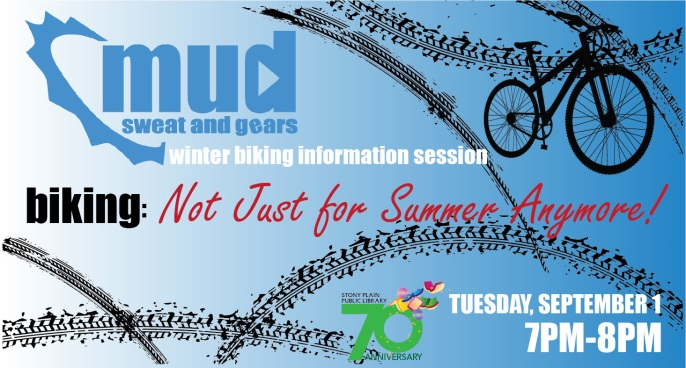 mud
sweat and gears
winter biking information session
biking: Not Just for Summer Anymore!
STONY PLAIN
PUBLIC LIBRARY
70
ANNIVERSARY
TUESDAY, SEPTEMBER 1
7PM-8PM